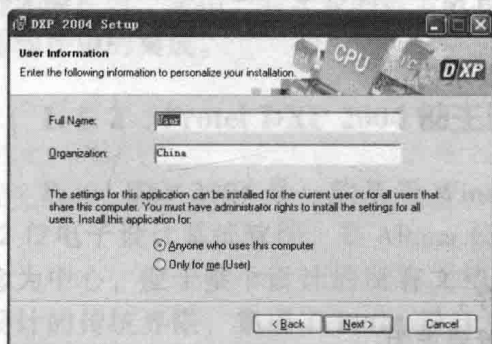 DXP 2004 Setup
User Information
Enter the following information to personalize your installation.
CPU
DXP
Full Name:
User
Organization:
China
The settings for this application can be installed for the current user or for all users that
share this computer. You must have administrator rights to install the settings for all
users. Install this application for:
Anyone who uses this computer
Only for me (User)
< Back
Next >
Cancel